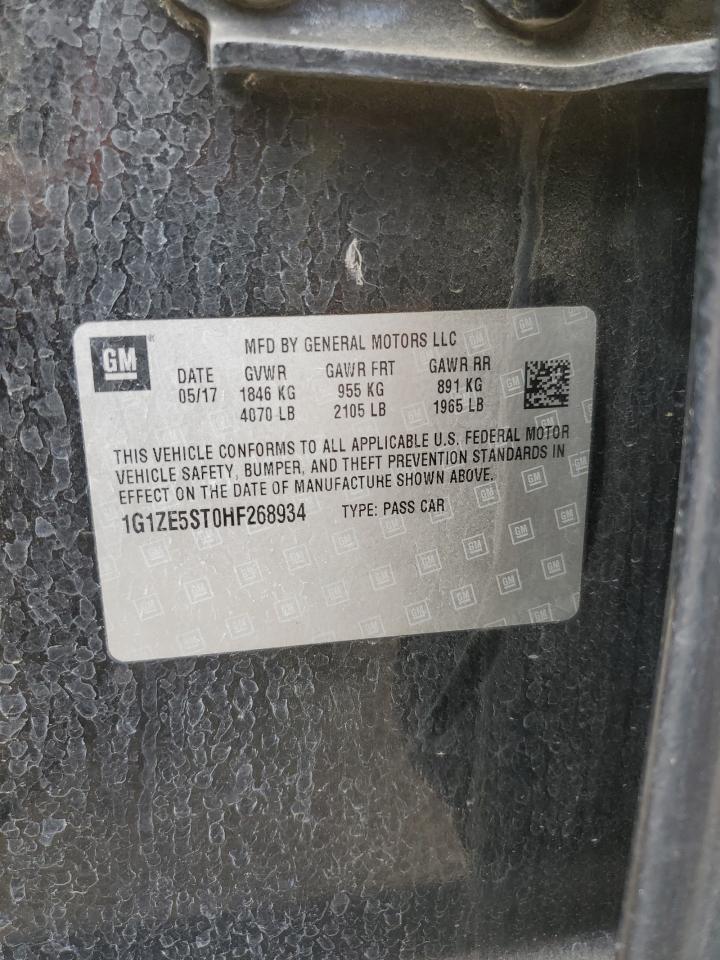 GM
MFD BY GENERAL MOTORS LLC
DATE GVWR GAWR FRT GAWR RR
05/17 1846 KG 955 KG 891 KG
4070 LB 2105 LB 1965 LB
THIS VEHICLE CONFORMS TO ALL APPLICABLE U.S. FEDERAL MOTOR
VEHICLE SAFETY, BUMPER, AND THEFT PREVENTION STANDARDS IN
EFFECT ON THE DATE OF MANUFACTUHE SHOWN ABOVE.
1G1ZE5ST0HF268934 TYPE: PASS CAR